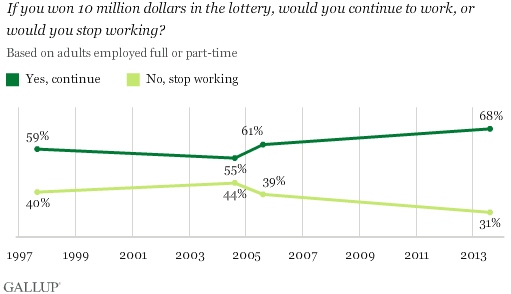 If you won 10 million dollars in the lottery, would you continue to work, or
would you stop working?
Based on adults employed full or part-time
Yes, continue No, stop working
68%
59% 61%
55%
44% 39%
40%
31%
1997 1999 2001 2003 2005 2007 2009 2011 2013
GALLUP